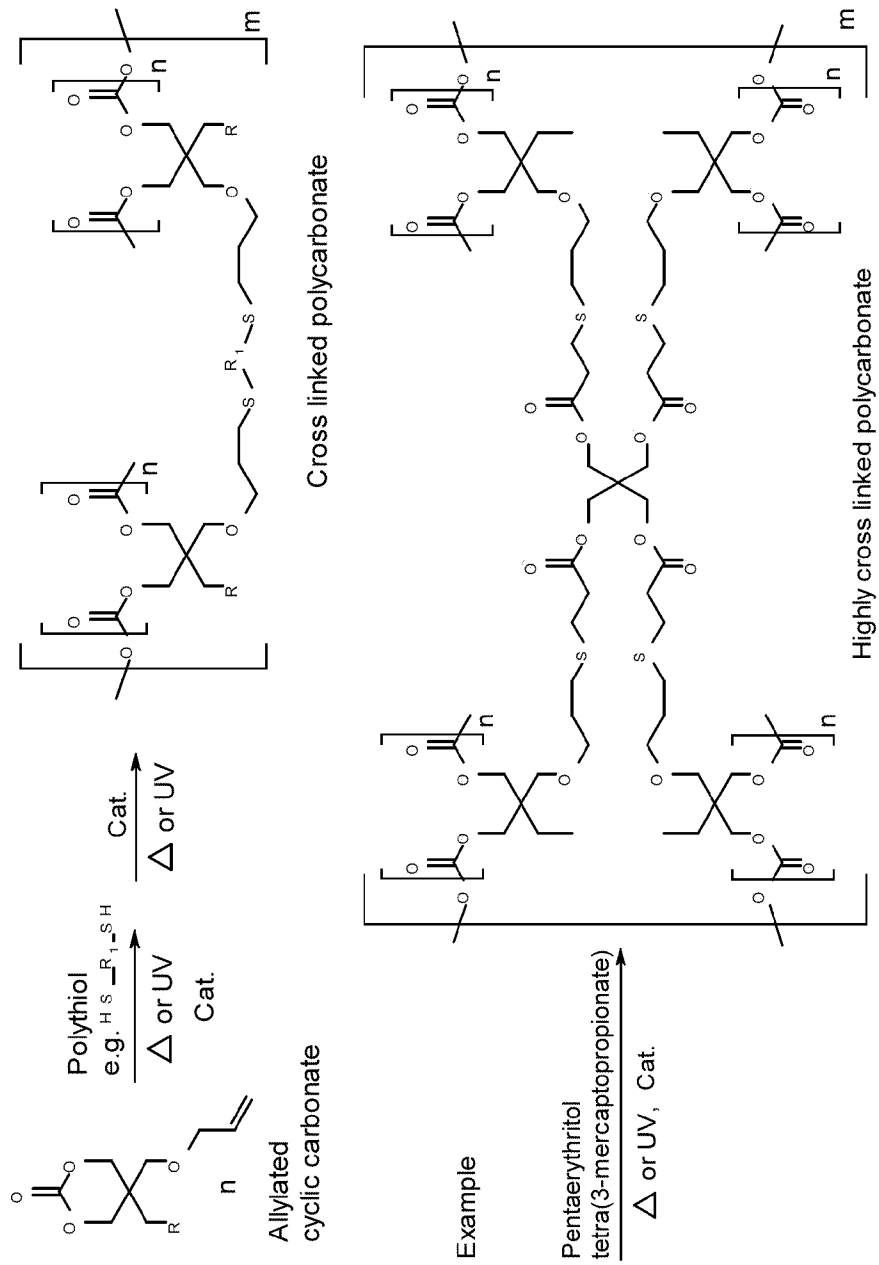 O
O O
R O
n
Allylated
cyclic carbonate
Polythiol
e.g. HS R1 SH
△ or UV
Cat.
Cat.
△ or UV
O O n O O n
O O O O O O
R O O R
S R1 S
m
Cross linked polycarbonate
Example
Pentaerythritol
tetra(3-mercaptopropionate)
△ or UV, Cat.
O O n O O n
O O O O O O
O O
S S
O O
O O
O O
O O
S S
O O
O O O O O O
O O n O O n
m
Highly cross linked polycarbonate